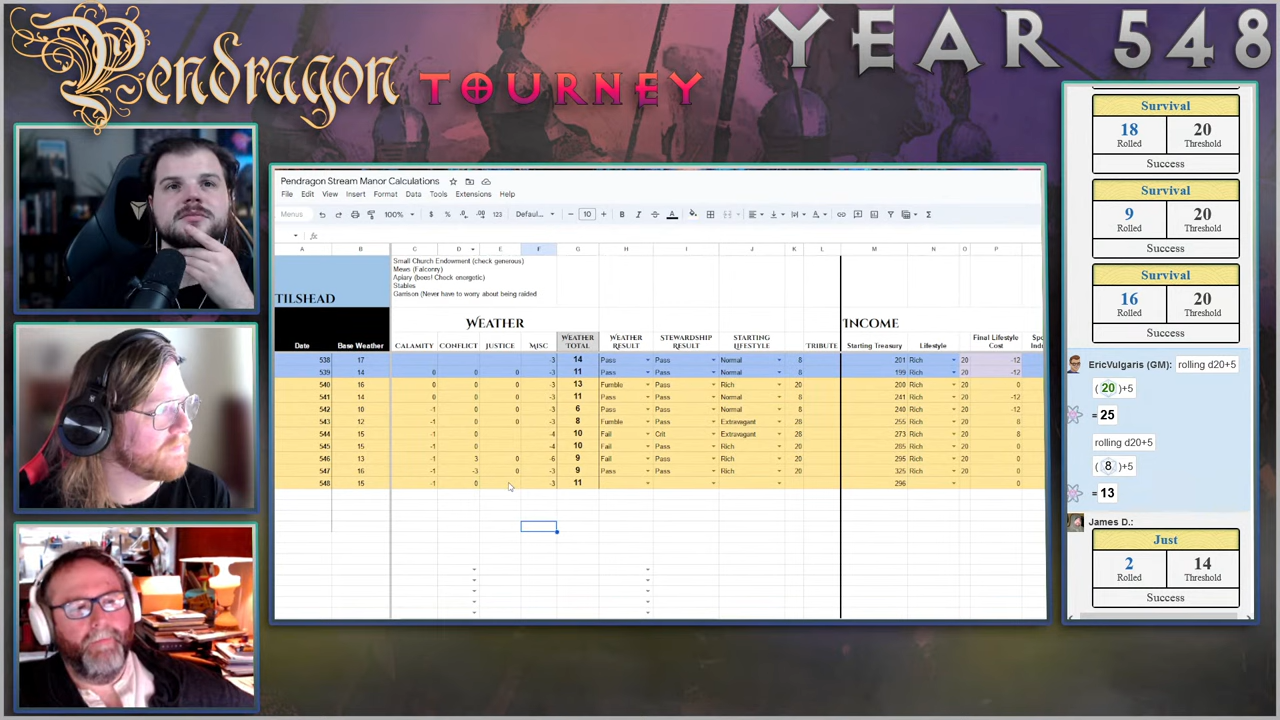 Pendragon TOURNEY
YEAR 548
Pendragon Stream Manor Calculations
File Edit View Insert Format Data Tools Extensions Help
Menus 100% $ % .0 .00 123 Defaul... 10 B I A
fx
A B C D E F G H I J K L M N O P
Small Church Endowment (check generous)
Mews (Falconry)
Apiary (bees! Check energetic)
Stables
Garrison (Never have to worry about being raided
TILSHEAD
WEATHER INCOME
Date Base Weather CALAMITY CONFLICT JUSTICE MISC WEATHER TOTAL WEATHER RESULT STEWARDSHIP RESULT STARTING LIFESTYLE TRIBUTE Starting Treasury Lifestyle Final Lifestyle Cost
538 17 -3 14 Pass Pass Normal 8 201 Rich 20 -12
539 14 0 0 0 -3 11 Pass Pass Normal 8 199 Rich 20 -12
540 16 0 0 0 -3 13 Fumble Pass Rich 20 200 Rich 20 0
541 14 0 0 0 -3 11 Pass Pass Normal 8 241 Rich 20 -12
542 10 -1 0 0 -3 6 Pass Pass Normal 8 240 Rich 20 -12
543 12 -1 0 0 -3 8 Fumble Pass Extravagant 28 255 Rich 20 8
544 15 -1 0 -4 10 Fail Crit Extravagant 28 273 Rich 20 8
545 15 -1 0 -4 10 Fail Pass Rich 20 285 Rich 20 0
546 13 -1 3 0 -6 9 Fail Pass Rich 20 295 Rich 20 0
547 16 -1 -3 0 -3 9 Pass Pass Rich 20 325 Rich 20 0
548 15 -1 0 -3 11 296 0
Survival
18 20
Rolled Threshold
Success
Survival
9 20
Rolled Threshold
Success
Survival
16 20
Rolled Threshold
Success
EricVulgaris (GM): rolling d20+5
( 20 )+5
= 25
rolling d20+5
( 8 )+5
= 13
James D.:
Just
2 14
Rolled Threshold
Success